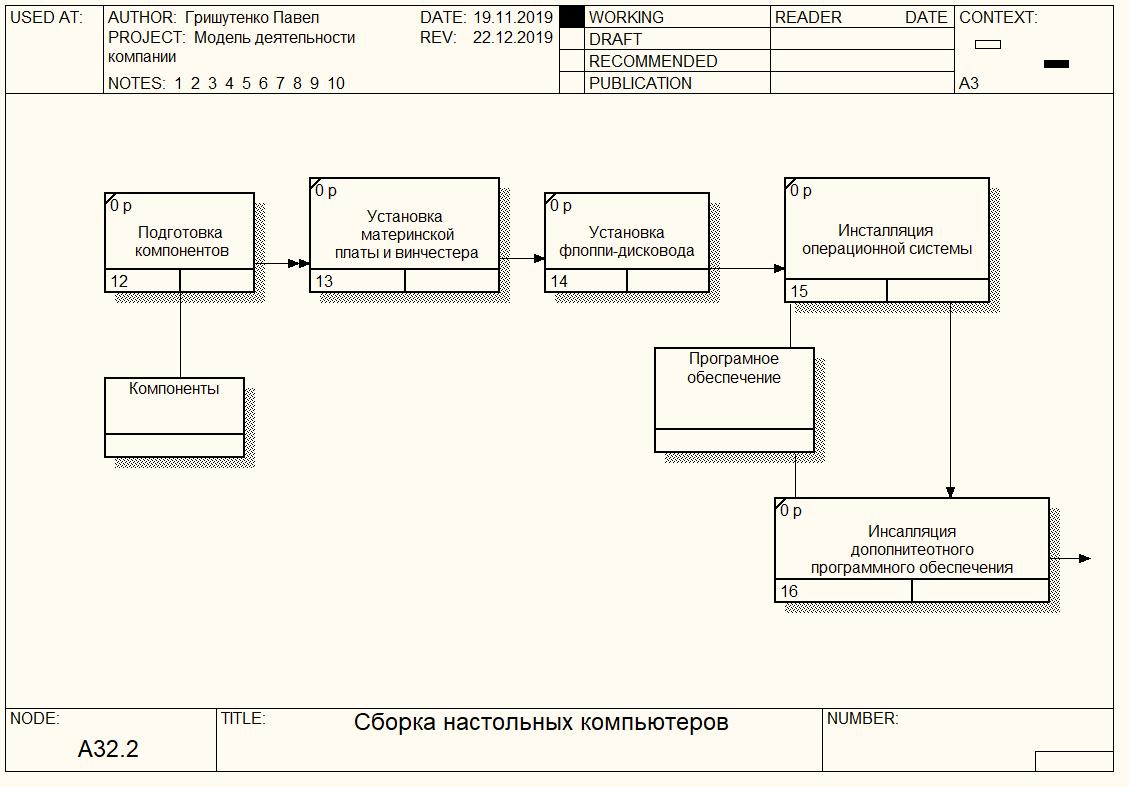 USED AT:
AUTHOR: Гришутенко Павел
DATE: 19.11.2019
PROJECT: Модель деятельности
компании
REV: 22.12.2019
NOTES: 1 2 3 4 5 6 7 8 9 10
WORKING
DRAFT
RECOMMENDED
PUBLICATION
READER DATE
CONTEXT:
A3
0 р
Подготовка
компонентов
12
0 р
Установка
материнской
платы и винчестера
13
0 р
Установка
флоппи-дисковода
14
0 р
Инсталляция
операционной системы
15
Компоненты
Програмное
обеспечение
0 р
Инсалляция
дополнитеотного
программного обеспечения
16
NODE:
A32.2
TITLE:
Сборка настольных компьютеров
NUMBER: